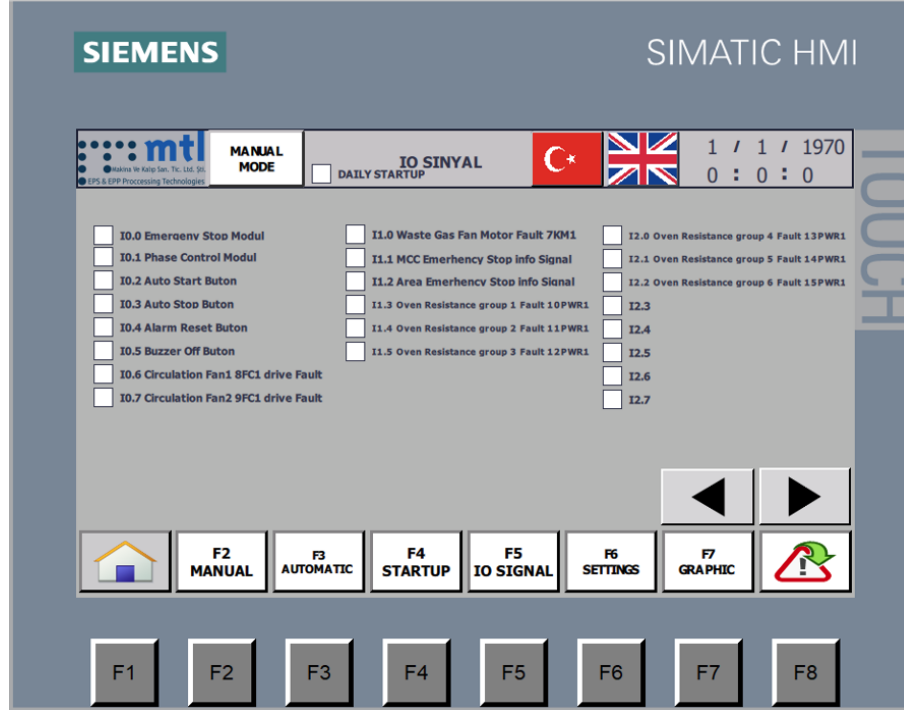 SIEMENS
SIMATIC HMI
TOUCH
mtl
Makina Ve Kalıp San. Tic. Ltd. Şti.
EPS & EPP Proccessing Technologies
MANUAL
MODE
IO SINYAL
DAILY STARTUP
1 / 1 / 1970
0 : 0 : 0
I0.0 Emergenv Stop Modul
I0.1 Phase Control Modul
I0.2 Auto Start Buton
I0.3 Auto Stop Buton
I0.4 Alarm Reset Buton
I0.5 Buzzer Off Buton
I0.6 Circulation Fan1 8FC1 drive Fault
I0.7 Circulation Fan2 9FC1 drive Fault
I1.0 Waste Gas Fan Motor Fault 7KM1
I1.1 MCC Emerhency Stop info Signal
I1.2 Area Emerhency Stop info Signal
I1.3 Oven Resistance group 1 Fault 10PWR1
I1.4 Oven Resistance group 2 Fault 11PWR1
I1.5 Oven Resistance group 3 Fault 12PWR1
I2.0 Oven Resistance group 4 Fault 13PWR1
I2.1 Oven Resistance group 5 Fault 14PWR1
I2.2 Oven Resistance group 6 Fault 15PWR1
I2.3
I2.4
I2.5
I2.6
I2.7
F2
MANUAL
F3
AUTOMATIC
F4
STARTUP
F5
IO SIGNAL
F6
SETTINGS
F7
GRAPHIC
!
F1
F2
F3
F4
F5
F6
F7
F8